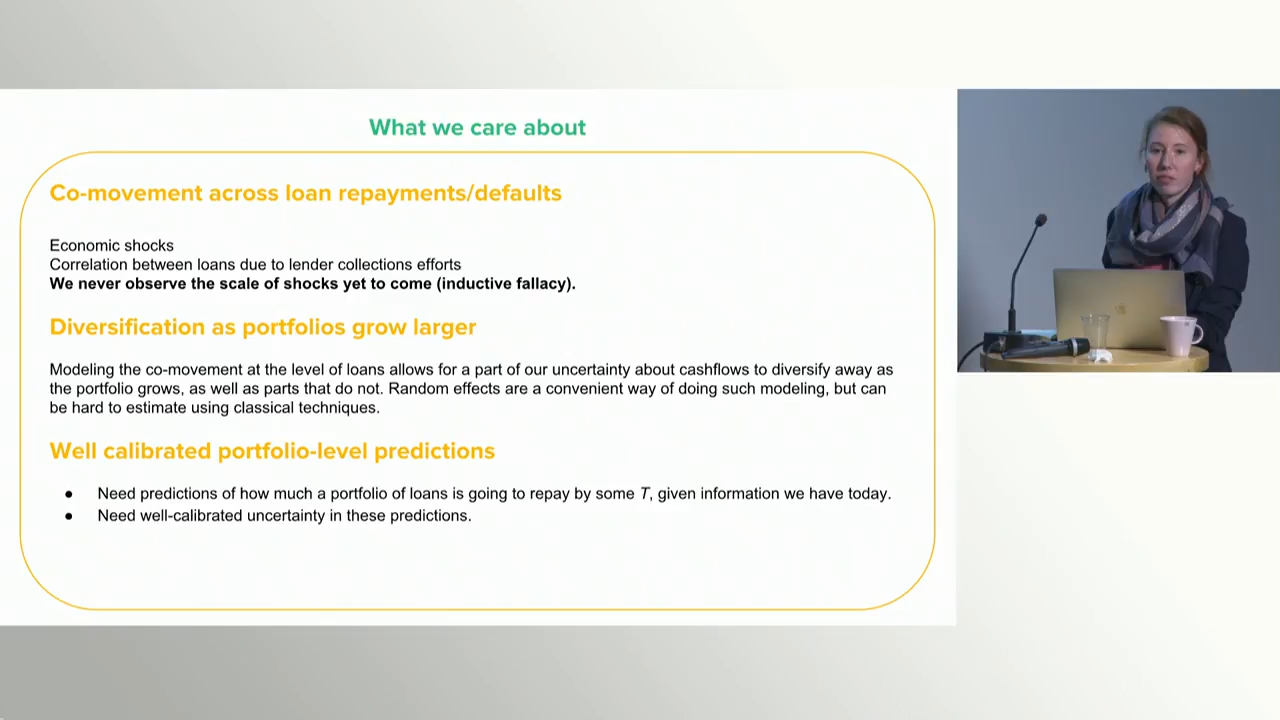 What we care about
Co-movement across loan repayments/defaults
Economic shocks
Correlation between loans due to lender collections efforts
We never observe the scale of shocks yet to come (inductive fallacy).
Diversification as portfolios grow larger
Modeling the co-movement at the level of loans allows for a part of our uncertainty about cashflows to diversify away as
the portfolio grows, as well as parts that do not. Random effects are a convenient way of doing such modeling, but can
be hard to estimate using classical techniques.
Well calibrated portfolio-level predictions
● Need predictions of how much a portfolio of loans is going to repay by some T, given information we have today.
● Need well-calibrated uncertainty in these predictions.